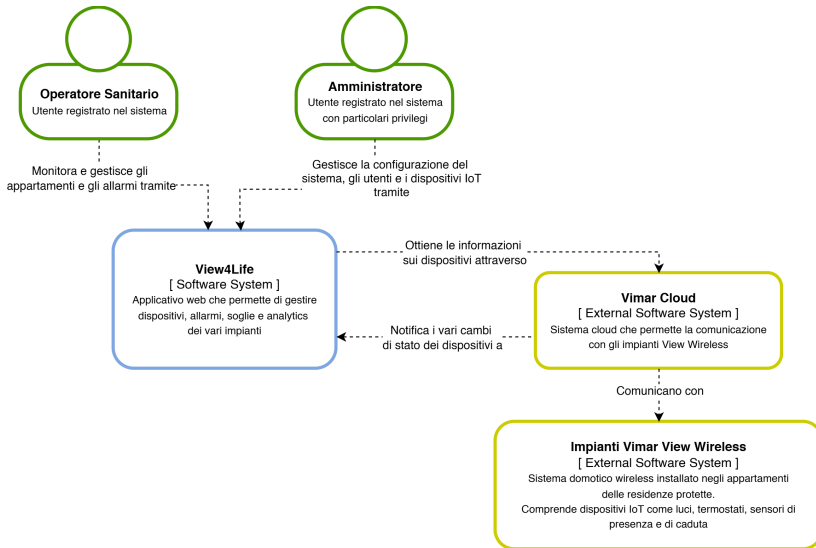 Operatore Sanitario
Utente registrato nel sistema
Amministratore
Utente registrato nel sistema
con particolari privilegi
Monitora e gestisce gli
appartamenti e gli allarmi tramite
Gestisce la configurazione del
sistema, gli utenti e i dispositivi IoT
tramite
View4Life
[ Software System ]
Applicativo web che permette di gestire
dispositivi, allarmi, soglie e analytics
dei vari impianti
Ottiene le informazioni
sui dispositivi attraverso
Notifica i vari cambi
di stato dei dispositivi a
Vimar Cloud
[ External Software System ]
Sistema cloud che permette la comunicazione
con gli impianti View Wireless
Comunicano con
Impianti Vimar View Wireless
[ External Software System ]
Sistema domotico wireless installato negli appartamenti
delle residenze protette.
Comprende dispositivi IoT come luci, termostati, sensori di
presenza e di caduta